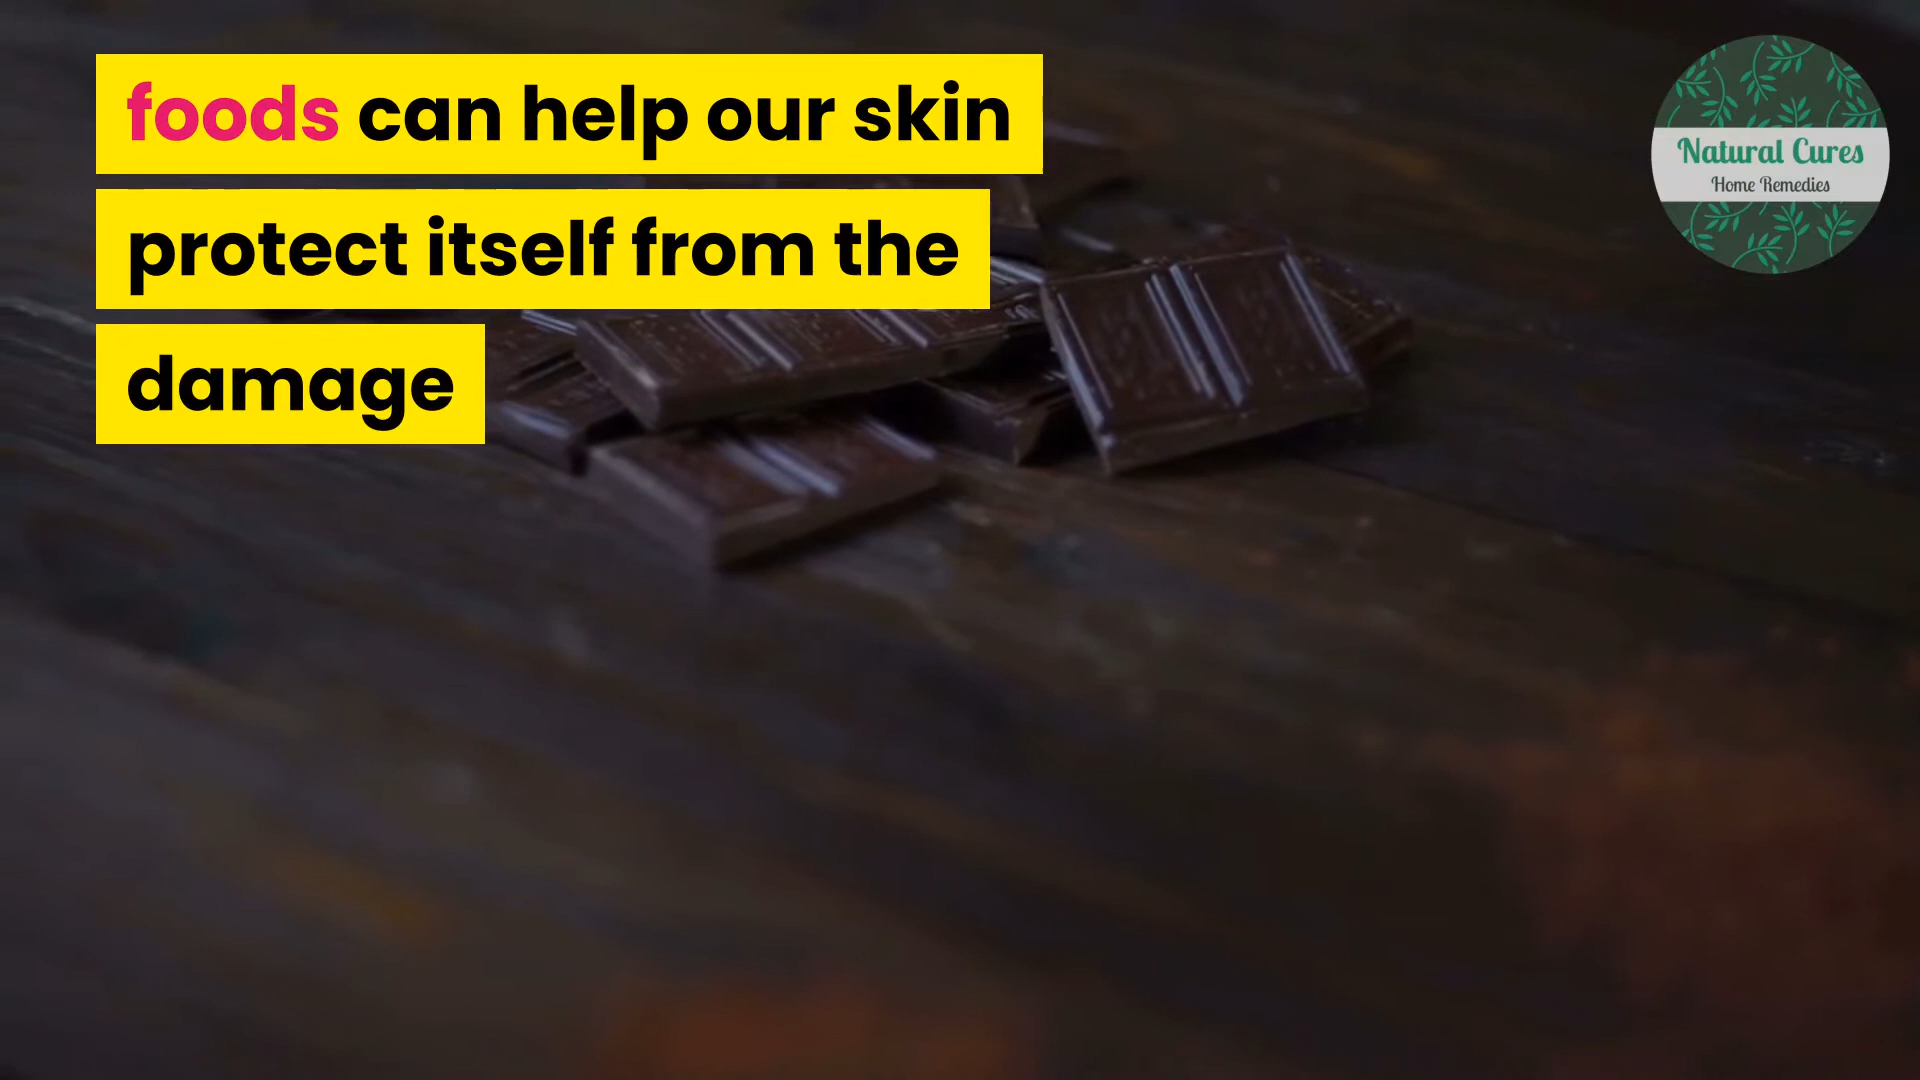 foods can help our skin
protect itself from the
damage
Natural Cures
Home Remedies